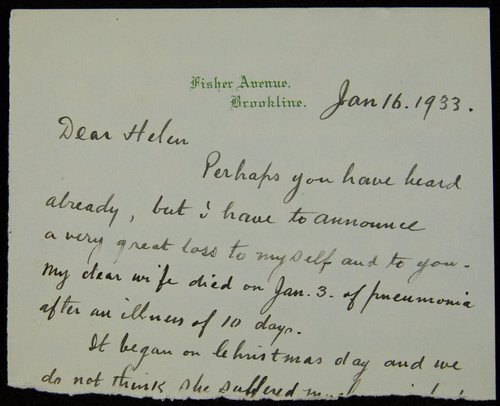 Fisher Avenue,
Brookline.
Jan 16. 1933.
Dear Helen
Perhaps you have heard
already, but i have to announce
a very great loss to myself and to you.
My dear wife died on Jan. 3. of pneumonia
after an illness of 10 days.
It began on Christmas day and we
do not think she suffered